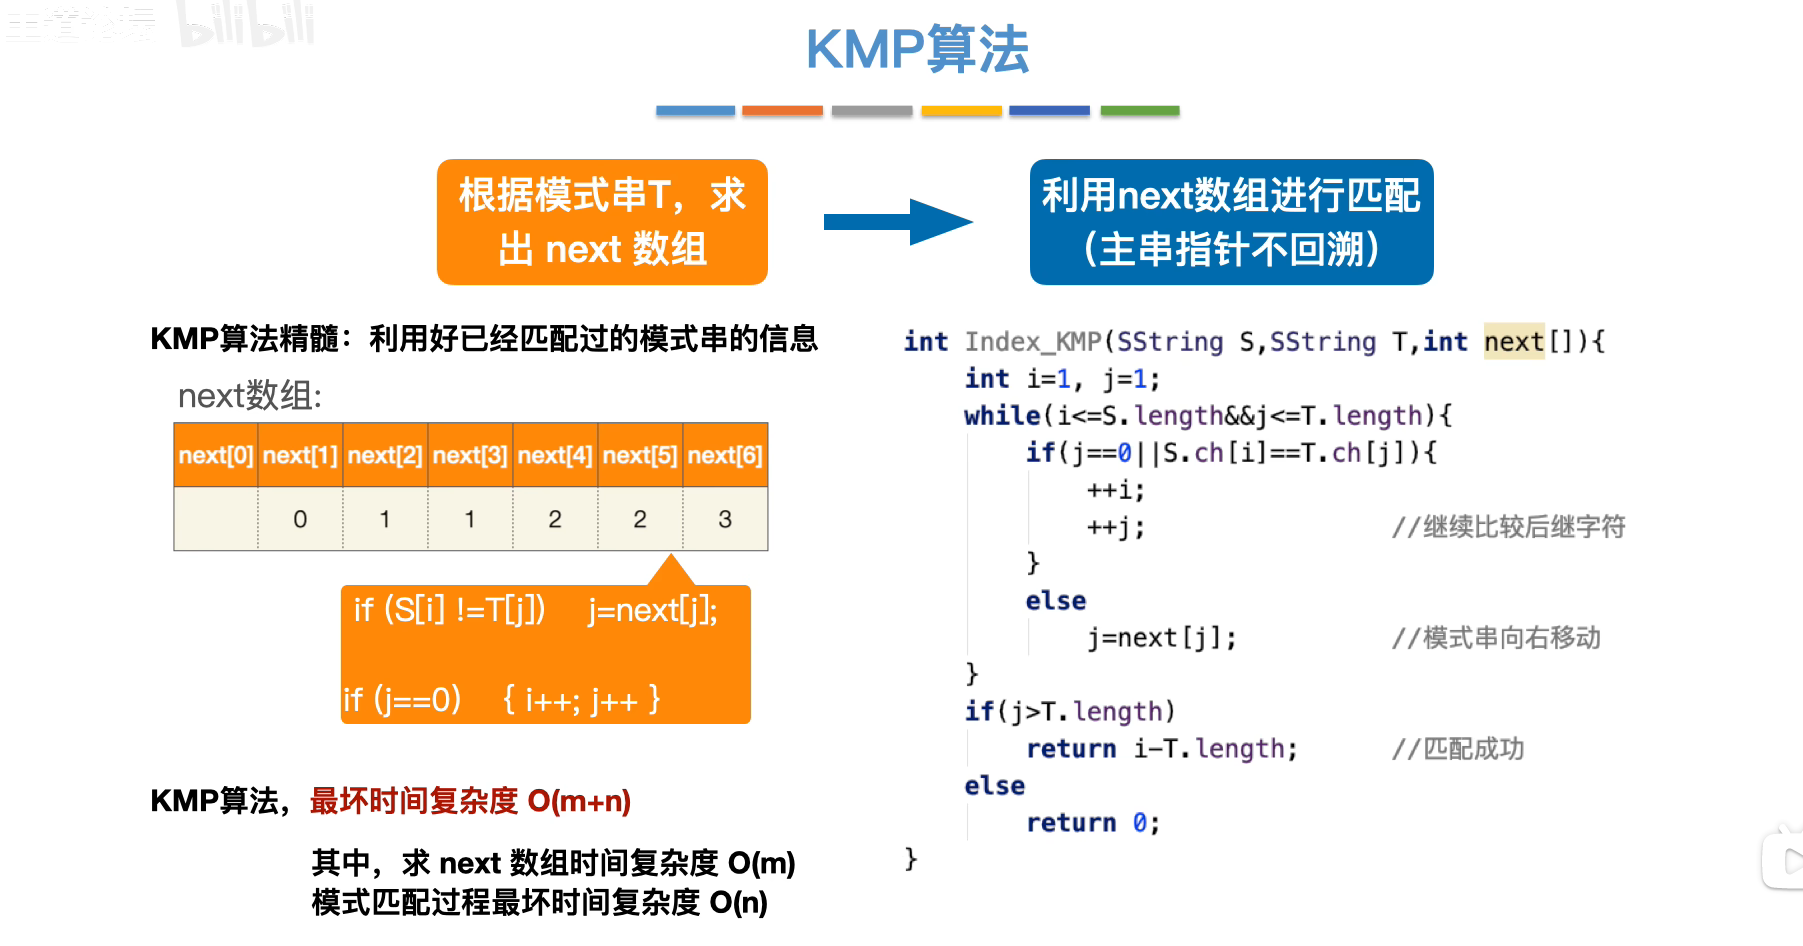 bilibili
KMP算法
根据模式串T，求
出 next 数组
利用next数组进行匹配
（主串指针不回溯）
KMP算法精髓：利用好已经匹配过的模式串的信息
next数组:
next[0] next[1] next[2] next[3] next[4] next[5] next[6]
0 1 1 2 2 3
if (S[i] !=T[j]) j=next[j];
if (j==0) { i++; j++ }
KMP算法，最坏时间复杂度 O(m+n)
其中，求 next 数组时间复杂度 O(m)
模式匹配过程最坏时间复杂度 O(n)
int Index_KMP(SString S,SString T,int next[]){
int i=1, j=1;
while(i<=S.length&&j<=T.length){
if(j==0||S.ch[i]==T.ch[j]){
++i;
++j; //继续比较后继字符
}
else
j=next[j]; //模式串向右移动
}
if(j>T.length)
return i-T.length; //匹配成功
else
return 0;
}